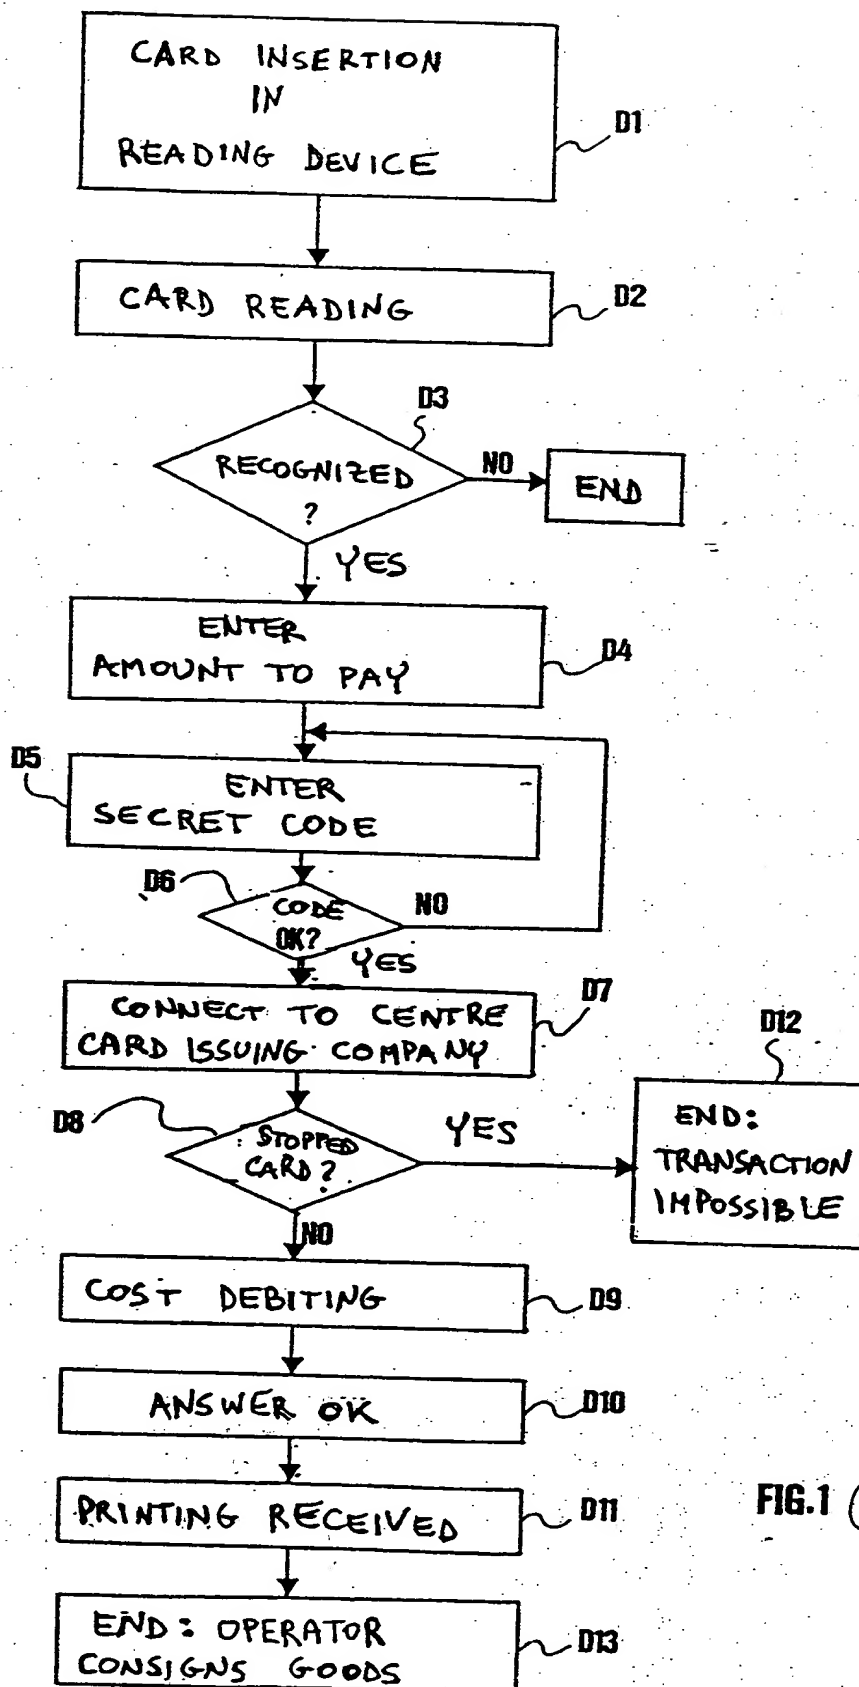 CARD INSERTION
IN
READING DEVICE
D1
CARD READING
D2
D3
RECOGNIZED
?
NO
END
YES
ENTER
AMOUNT TO PAY
D4
D5
ENTER
SECRET CODE
D6
CODE
OK?
NO
YES
CONNECT TO CENTRE
CARD ISSUING COMPANY
D7
D8
STOPPED
CARD?
YES
D12
END:
TRANSACTION
IMPOSSIBLE
NO
COST DEBITING
D9
ANSWER OK
D10
PRINTING RECEIVED
D11
FIG.1 (
END: OPERATOR
CONSIGNS GOODS
D13